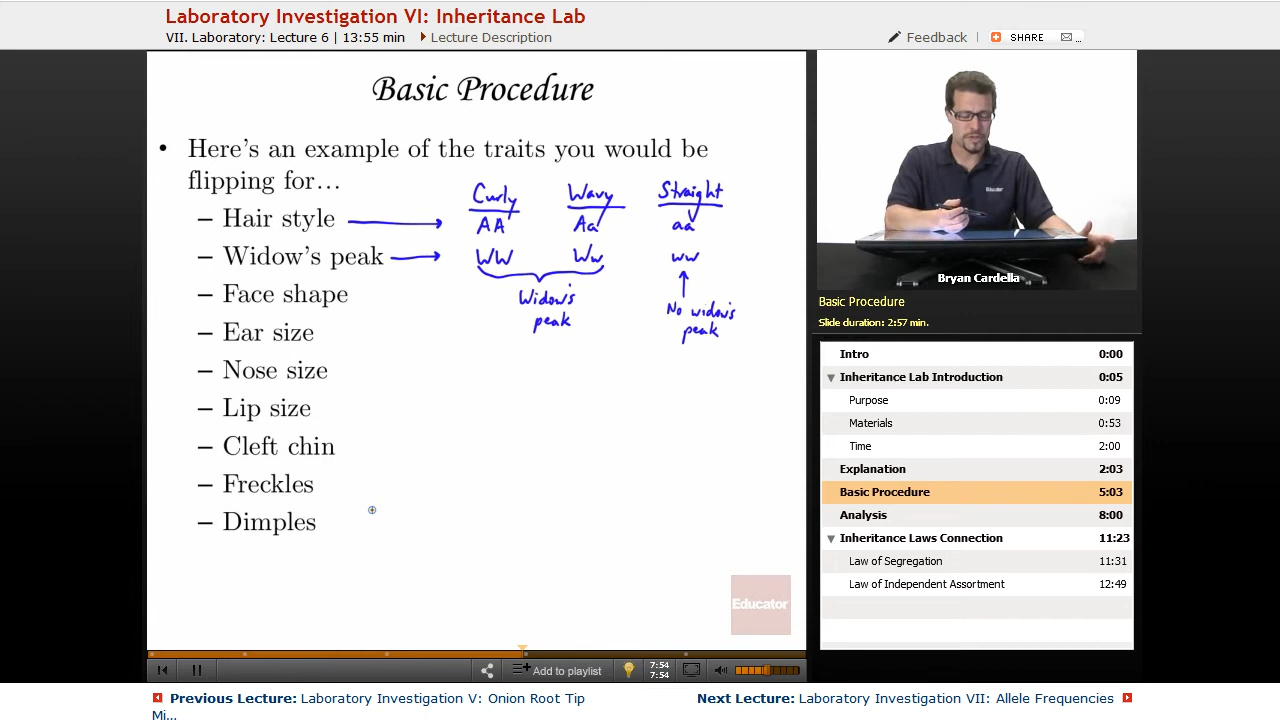 Laboratory Investigation VI: Inheritance Lab
VII. Laboratory: Lecture 6 | 13:55 min
Lecture Description
Feedback
SHARE
Basic Procedure
• Here's an example of the traits you would be
flipping for…
– Hair style
Curly Wavy Straight
AA Aa aa
– Widow's peak
WW Ww ww
Widow's
peak
No widow's
peak
– Face shape
– Ear size
– Nose size
– Lip size
– Cleft chin
– Freckles
– Dimples
Educator
Educator
Bryan Cardella
Basic Procedure
Slide duration: 2:57 min.
Intro 0:00
Inheritance Lab Introduction 0:05
Purpose 0:09
Materials 0:53
Time 2:00
Explanation 2:03
Basic Procedure 5:03
Analysis 8:00
Inheritance Laws Connection 11:23
Law of Segregation 11:31
Law of Independent Assortment 12:49
Add to playlist
7:54
7:54
Previous Lecture: Laboratory Investigation V: Onion Root Tip
Mi...
Next Lecture: Laboratory Investigation VII: Allele Frequencies